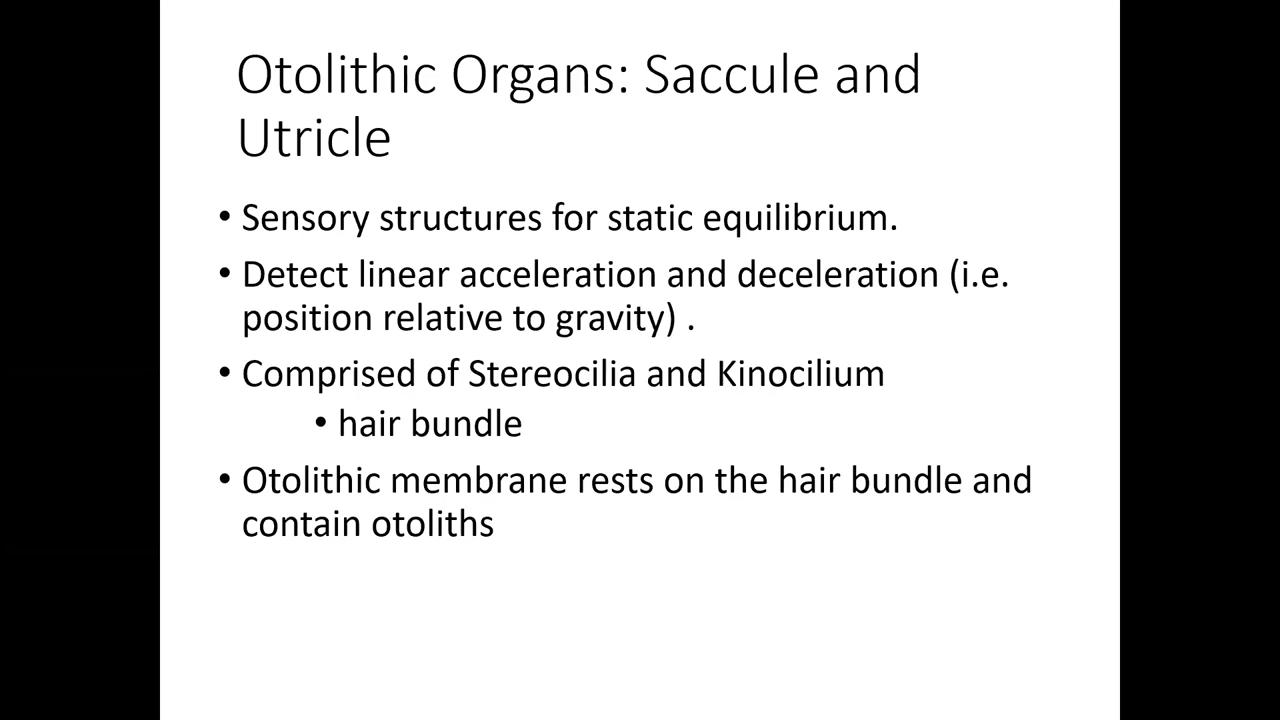 Otolithic Organs: Saccule and
Utricle
• Sensory structures for static equilibrium.
• Detect linear acceleration and deceleration (i.e.
position relative to gravity) .
• Comprised of Stereocilia and Kinocilium
• hair bundle
• Otolithic membrane rests on the hair bundle and
contain otoliths